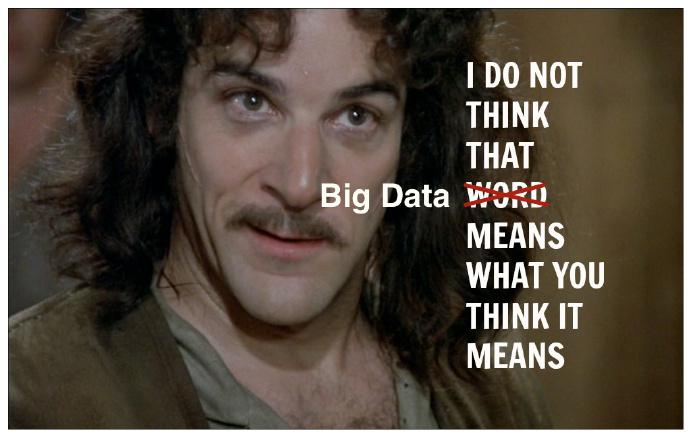 I DO NOT
THINK
THAT
Big Data WORD
MEANS
WHAT YOU
THINK IT
MEANS